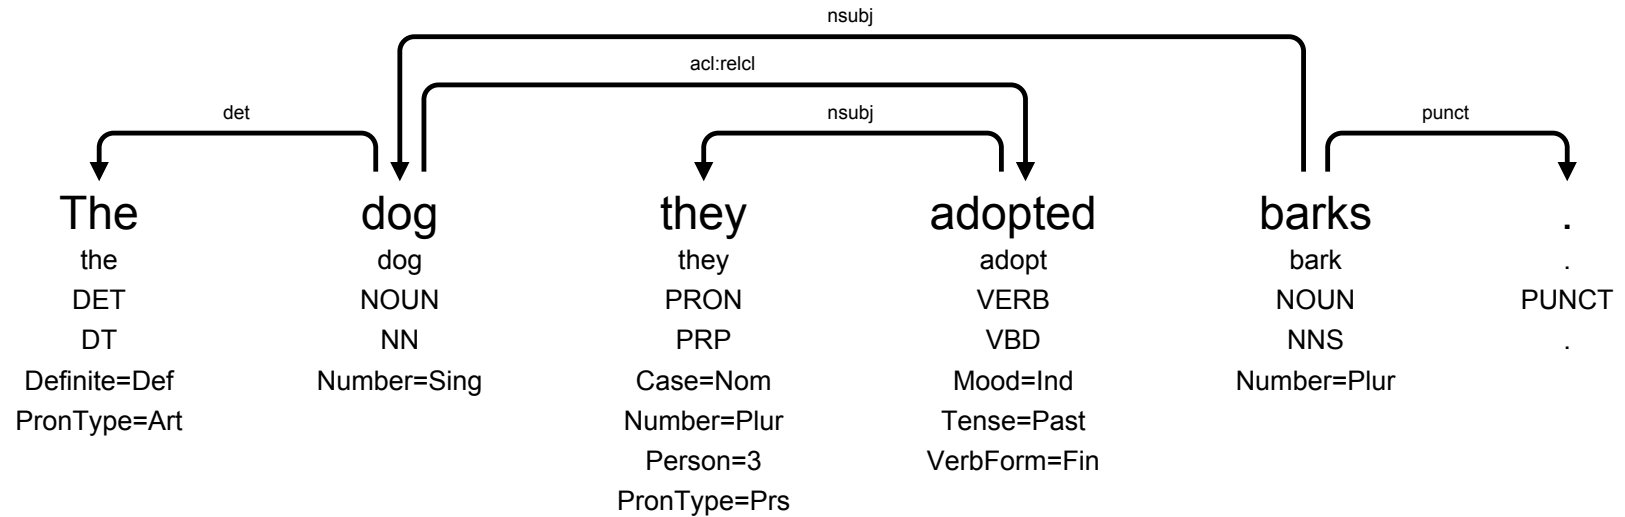 nsubj
acl:relcl
det nsubj punct
The dog they adopted barks .
the dog they adopt bark .
DET NOUN PRON VERB NOUN PUNCT
DT NN PRP VBD NNS .
Definite=Def Number=Sing Case=Nom Mood=Ind Number=Plur
PronType=Art Number=Plur Tense=Past
Person=3 VerbForm=Fin
PronType=Prs